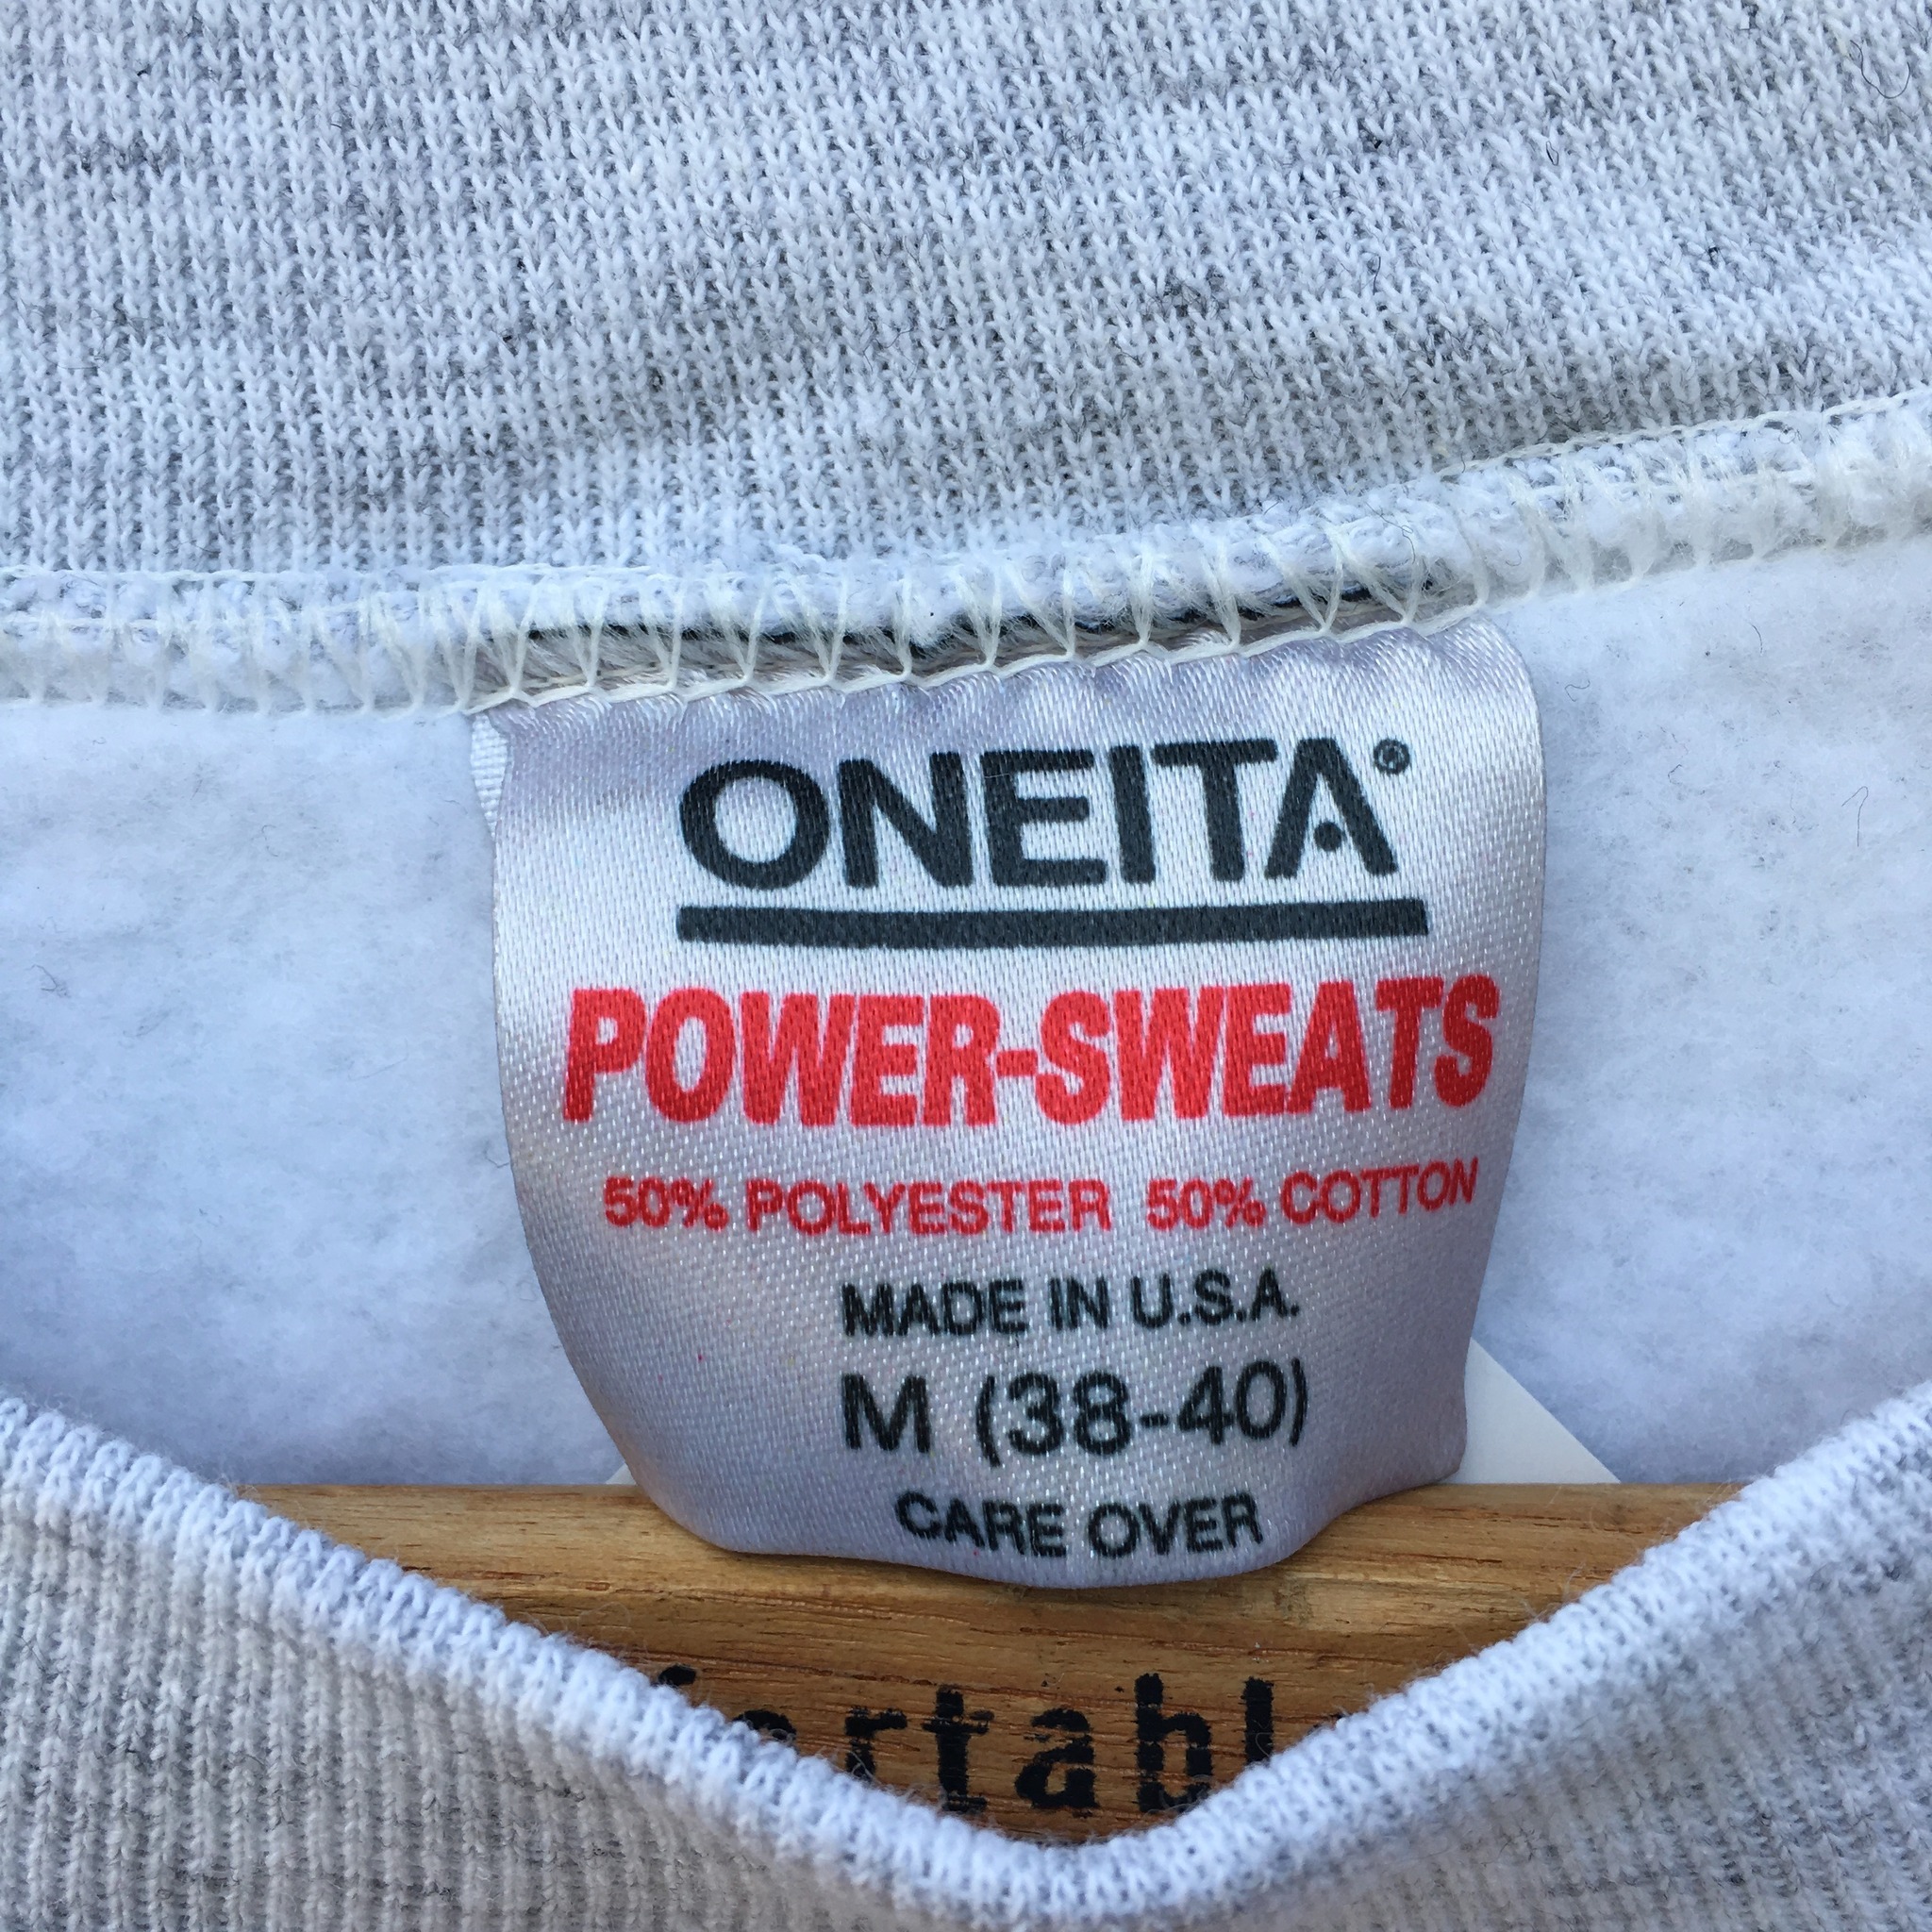 ONEITA®
POWER-SWEATS
50% POLYESTER 50% COTTON
MADE IN U.S.A.
M (38-40)
CARE OVER